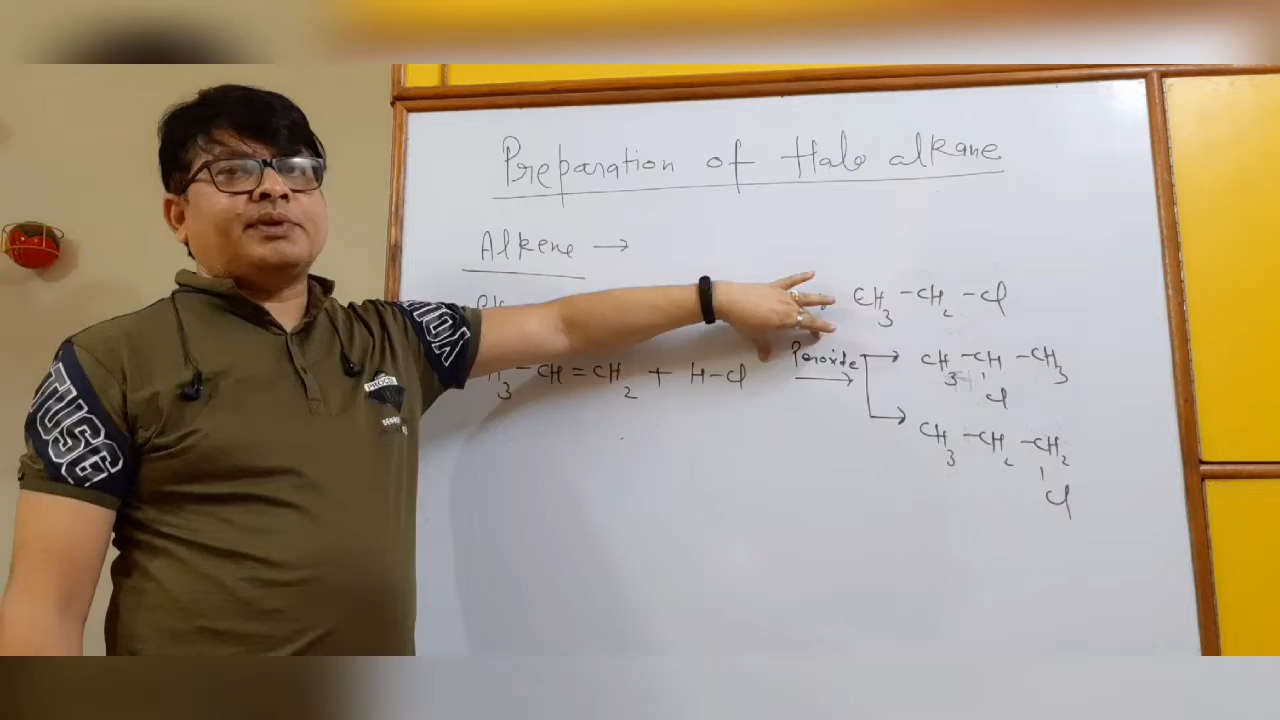 Preparation of Halo alkane
Alkene →
CH3 - CH2 - Cl
H3 - CH = CH2 + H - Cl
Peroxide
CH3 - CH - CH3
Cl
CH3 - CH2 - CH2
Cl
TUSG